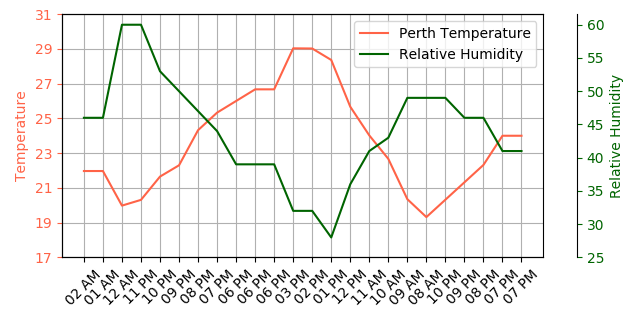 31
29
27
25
23
21
19
17
Temperature
Perth Temperature
Relative Humidity
60
55
50
45
40
35
30
25
Relative Humidity
02 AM
01 AM
12 AM
11 PM
10 PM
09 PM
08 PM
07 PM
06 PM
06 PM
06 PM
03 PM
02 PM
01 PM
12 PM
11 AM
10 AM
09 AM
08 AM
10 PM
09 PM
08 PM
07 PM
07 PM